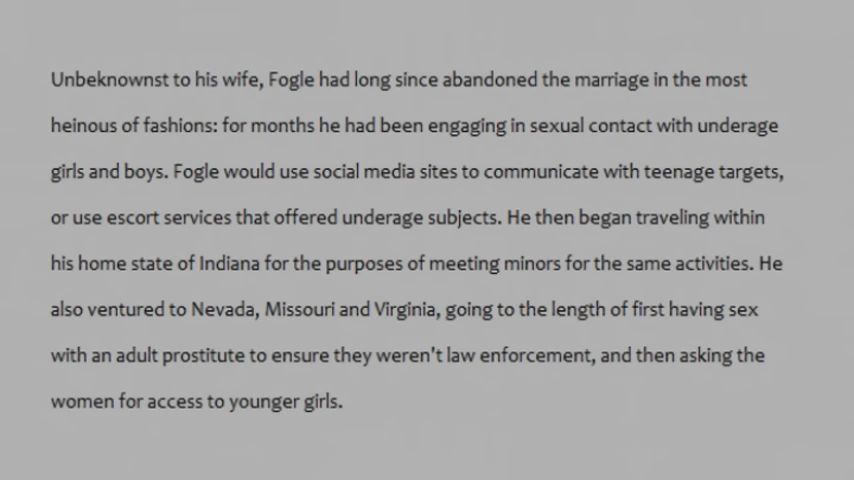 Unbeknownst to his wife, Fogle had long since abandoned the marriage in the most
heinous of fashions: for months he had been engaging in sexual contact with underage
girls and boys. Fogle would use social media sites to communicate with teenage targets,
or use escort services that offered underage subjects. He then began traveling within
his home state of Indiana for the purposes of meeting minors for the same activities. He
also ventured to Nevada, Missouri and Virginia, going to the length of first having sex
with an adult prostitute to ensure they weren't law enforcement, and then asking the
women for access to younger girls.